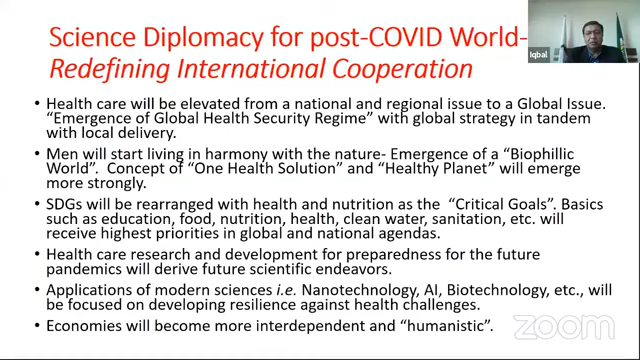 Science Diplomacy for post-COVID World-
Redefining International Cooperation
Iqbal
• Health care will be elevated from a national and regional issue to a Global Issue.
“Emergence of Global Health Security Regime” with global strategy in tandem
with local delivery.
• Men will start living in harmony with the nature- Emergence of a “Biophillic
World”. Concept of “One Health Solution” and “Healthy Planet” will emerge
more strongly.
• SDGs will be rearranged with health and nutrition as the “Critical Goals”. Basics
such as education, food, nutrition, health, clean water, sanitation, etc. will
receive highest priorities in global and national agendas.
• Health care research and development for preparedness for the future
pandemics will derive future scientific endeavors.
• Applications of modern sciences i.e Nanotechnology, AI, Biotechnology, etc., will
be focused on developing resilience against health challenges.
• Economies will become more interdependent and “humanistic”.
zoom